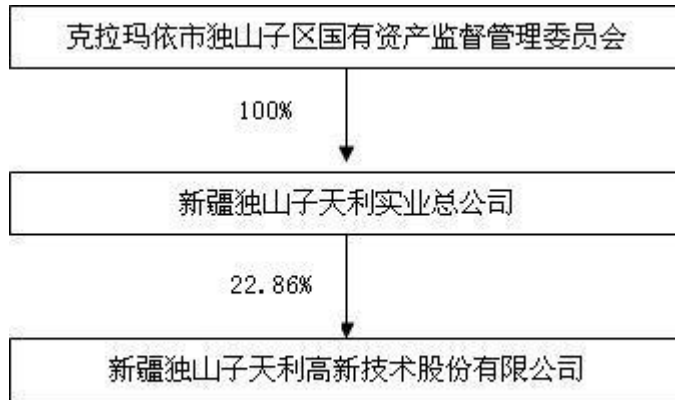 克拉玛依市独山子区国有资产监督管理委员会
100%
新疆独山子天利实业总公司
22.86%
新疆独山子天利高新技术股份有限公司